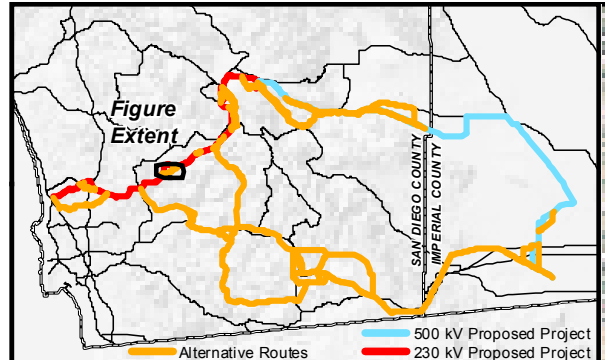 Figure
Extent
SAN DIEGO COUNTY
IMPERIAL COUNTY
500 kV Proposed Project
Alternative Routes
230 kV Proposed Project